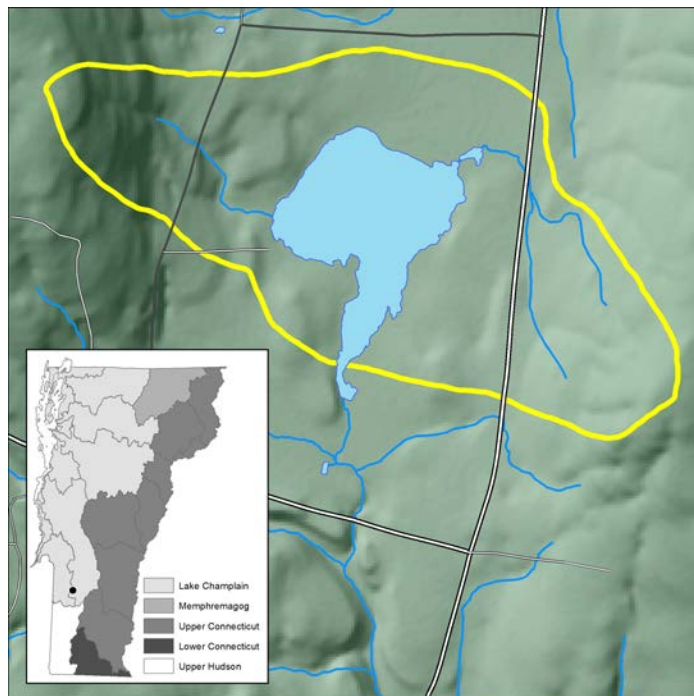 Lake Champlain
Memphremagog
Upper Connecticut
Lower Connecticut
Upper Hudson